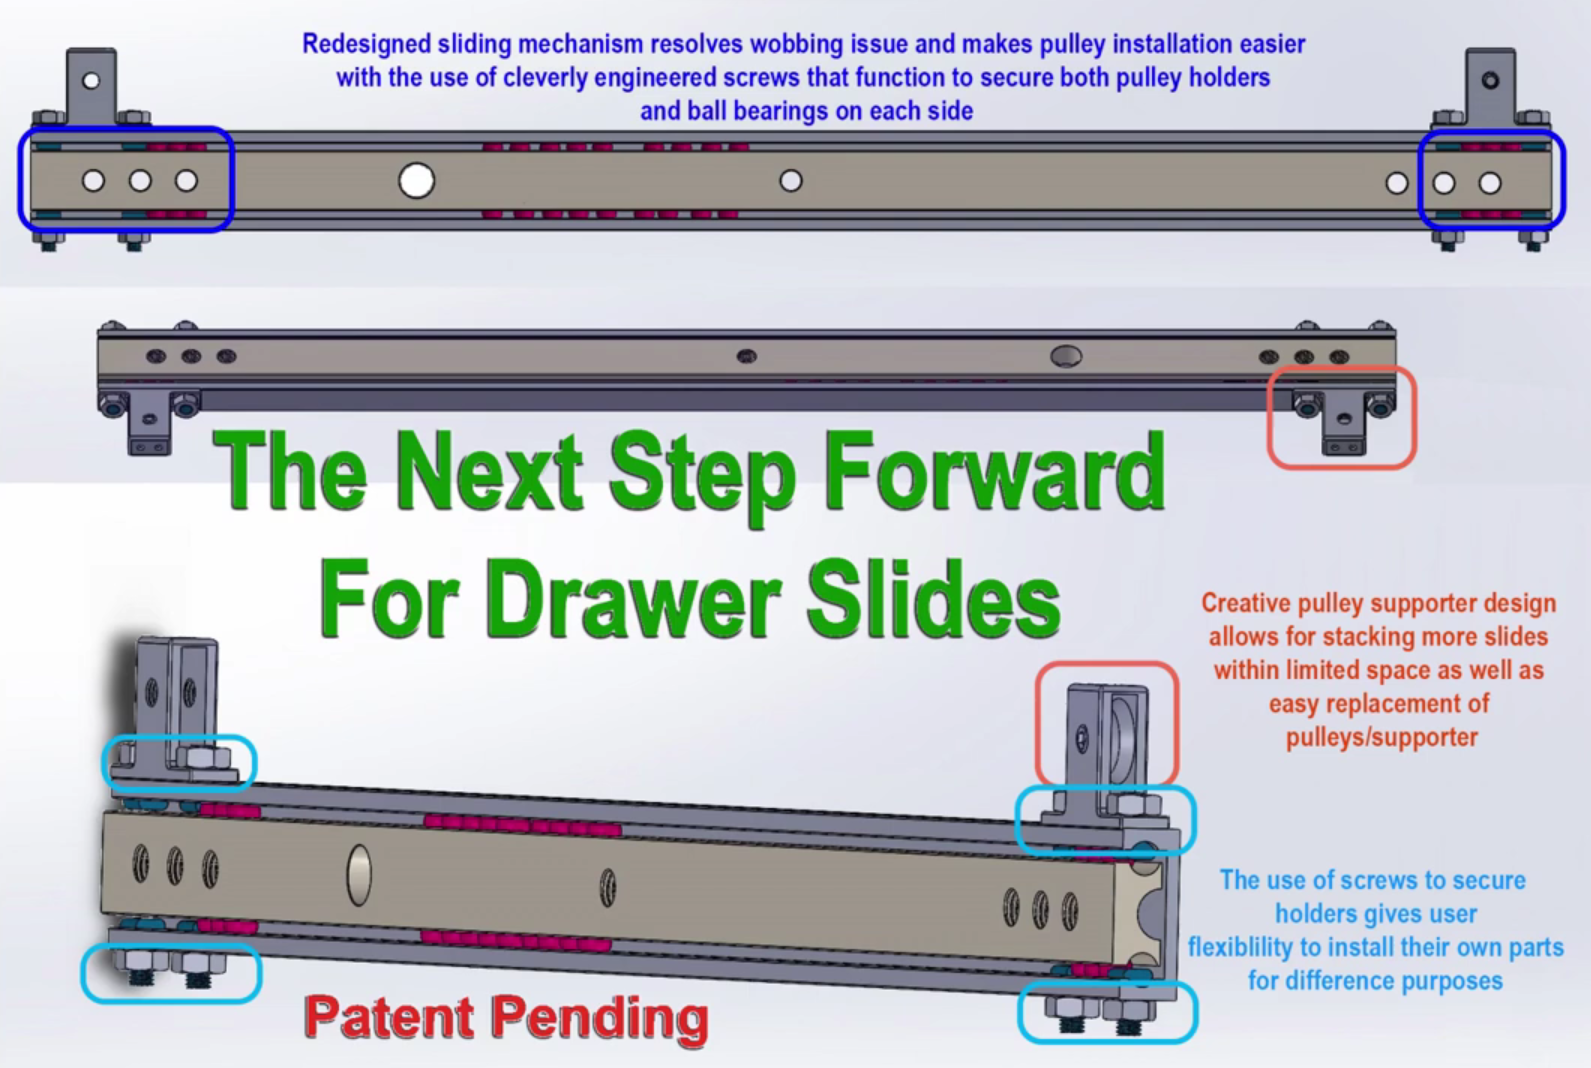 Redesigned sliding mechanism resolves wobbing issue and makes pulley installation easier
with the use of cleverly engineered screws that function to secure both pulley holders
and ball bearings on each side
The Next Step Forward
For Drawer Slides
Creative pulley supporter design
allows for stacking more slides
within limited space as well as
easy replacement of
pulleys/supporter
The use of screws to secure
holders gives user
flexiblility to install their own parts
for difference purposes
Patent Pending